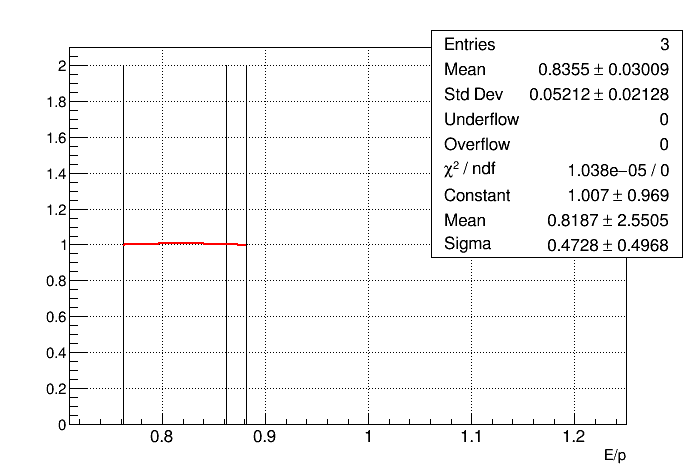 Entries 3
Mean 0.8355 ± 0.03009
Std Dev 0.05212 ± 0.02128
Underflow 0
Overflow 0
χ² / ndf 1.038e−05 / 0
Constant 1.007 ± 0.969
Mean 0.8187 ± 2.5505
Sigma 0.4728 ± 0.4968
2
1.8
1.6
1.4
1.2
1
0.8
0.6
0.4
0.2
0
0.8 0.9 1 1.1 1.2
E/p